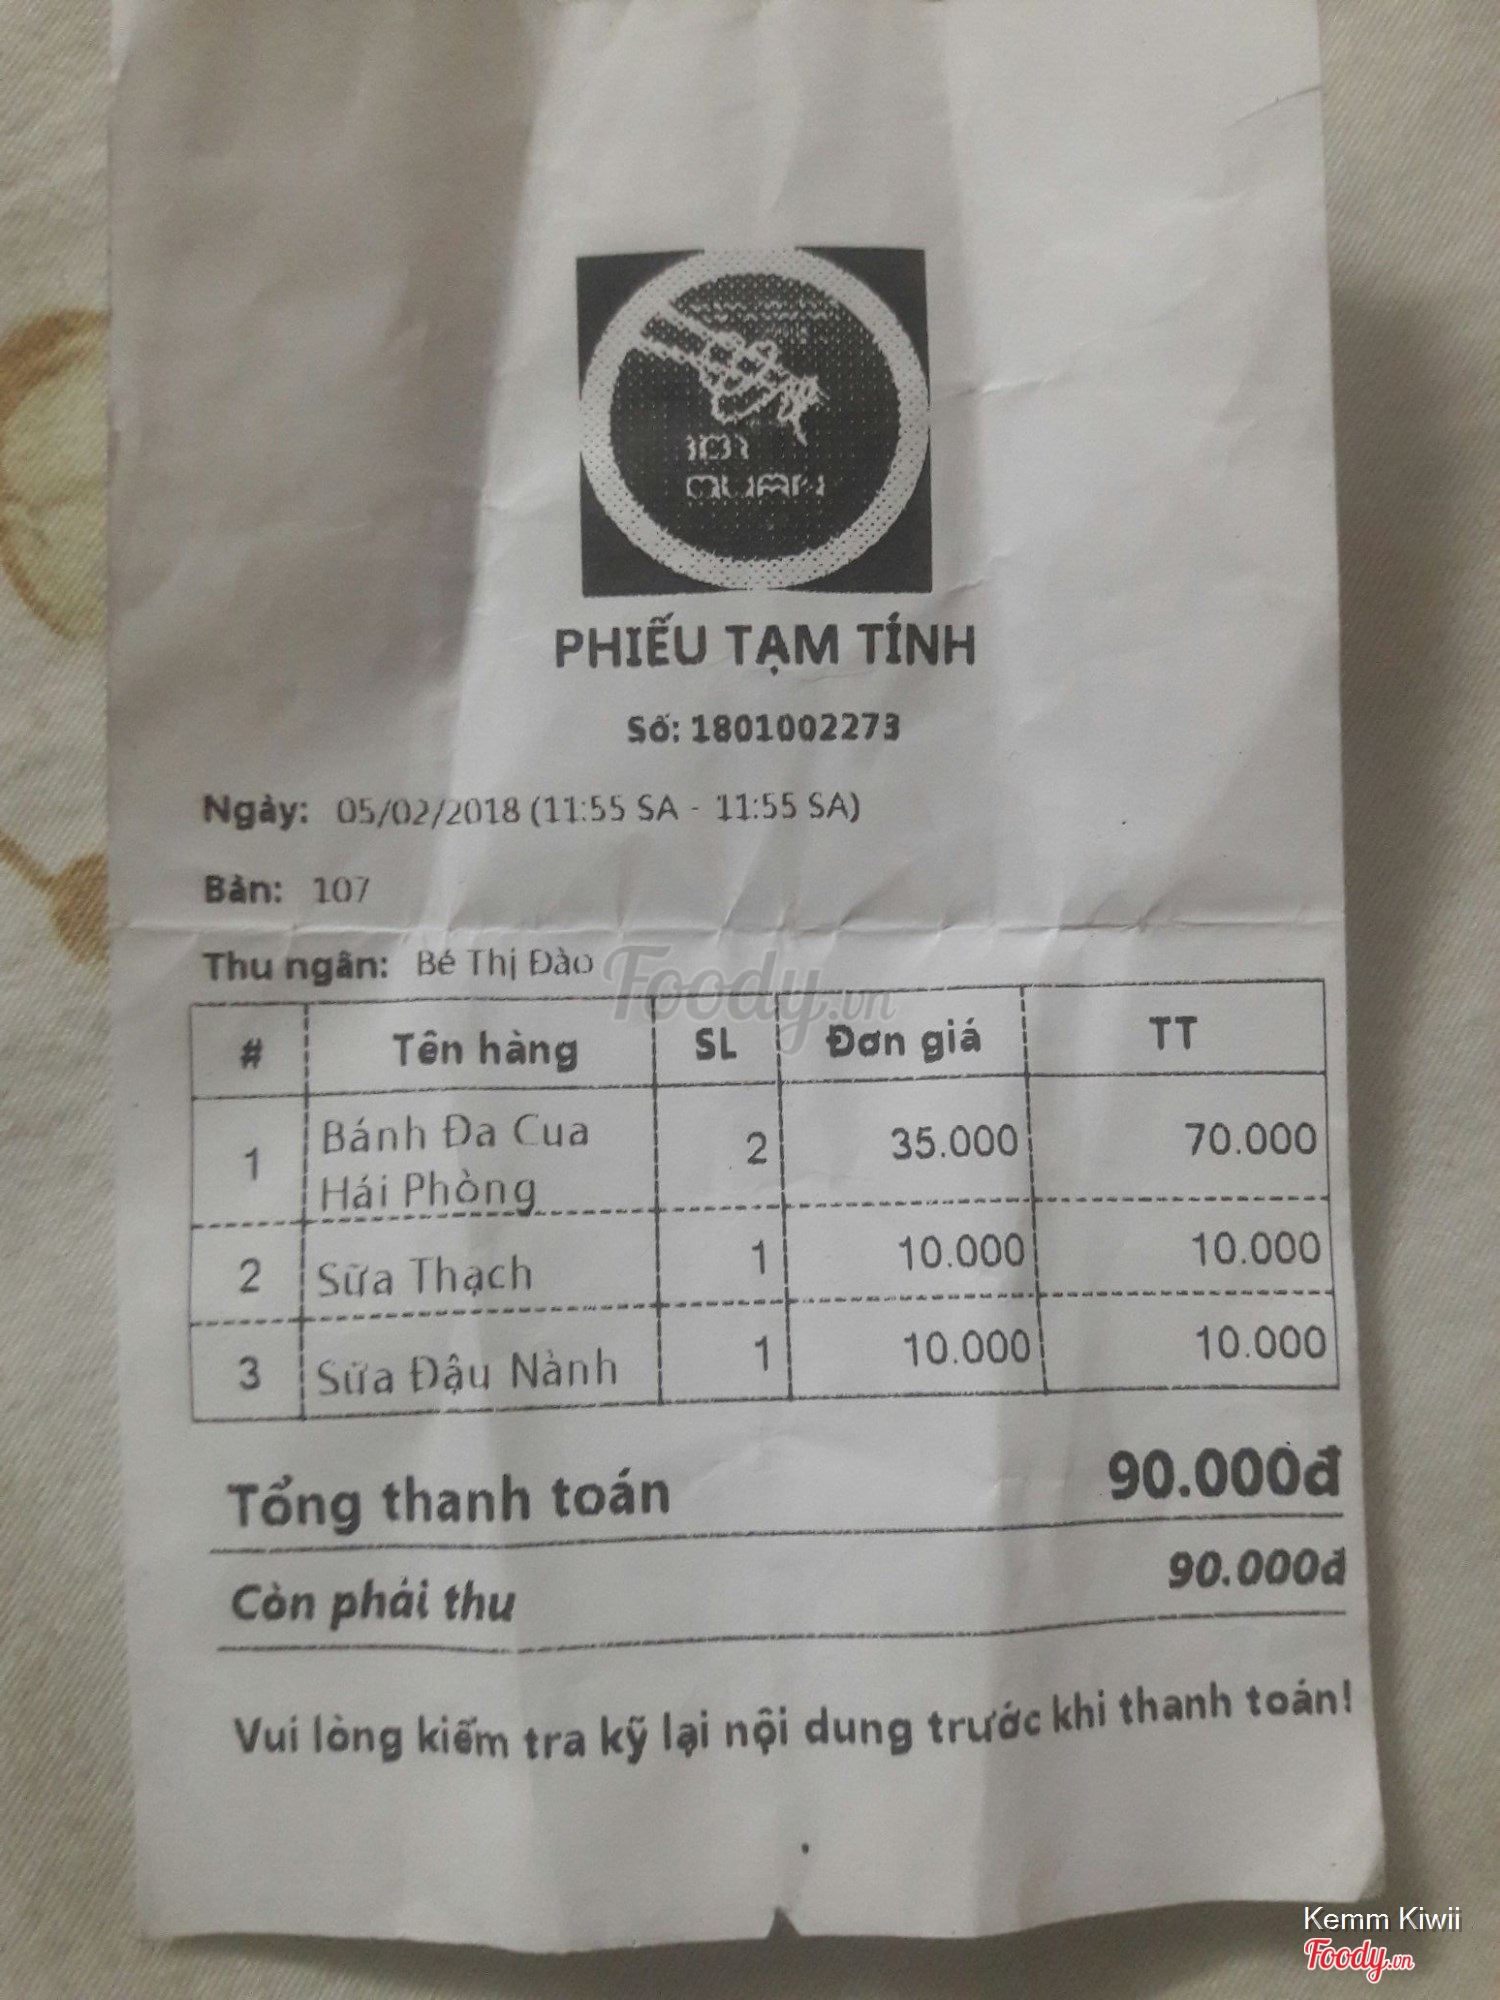 QUÁN
PHIẾU TẠM TÍNH
Số: 1801002273
Ngày: 05/02/2018 (11:55 SA - 11:55 SA)
Bàn: 107
Thu ngân: Bé Thị Đào
Foody.vn
# Tên hàng SL Đơn giá TT
1 Bánh Đa Cua Hải Phòng 2 35.000 70.000
2 Sữa Thạch 1 10.000 10.000
3 Sữa Đậu Nành 1 10.000 10.000
Tổng thanh toán 90.000đ
Còn phải thu 90.000đ
Vui lòng kiểm tra kỹ lại nội dung trước khi thanh toán!
Kemm Kiwii
Foody.vn